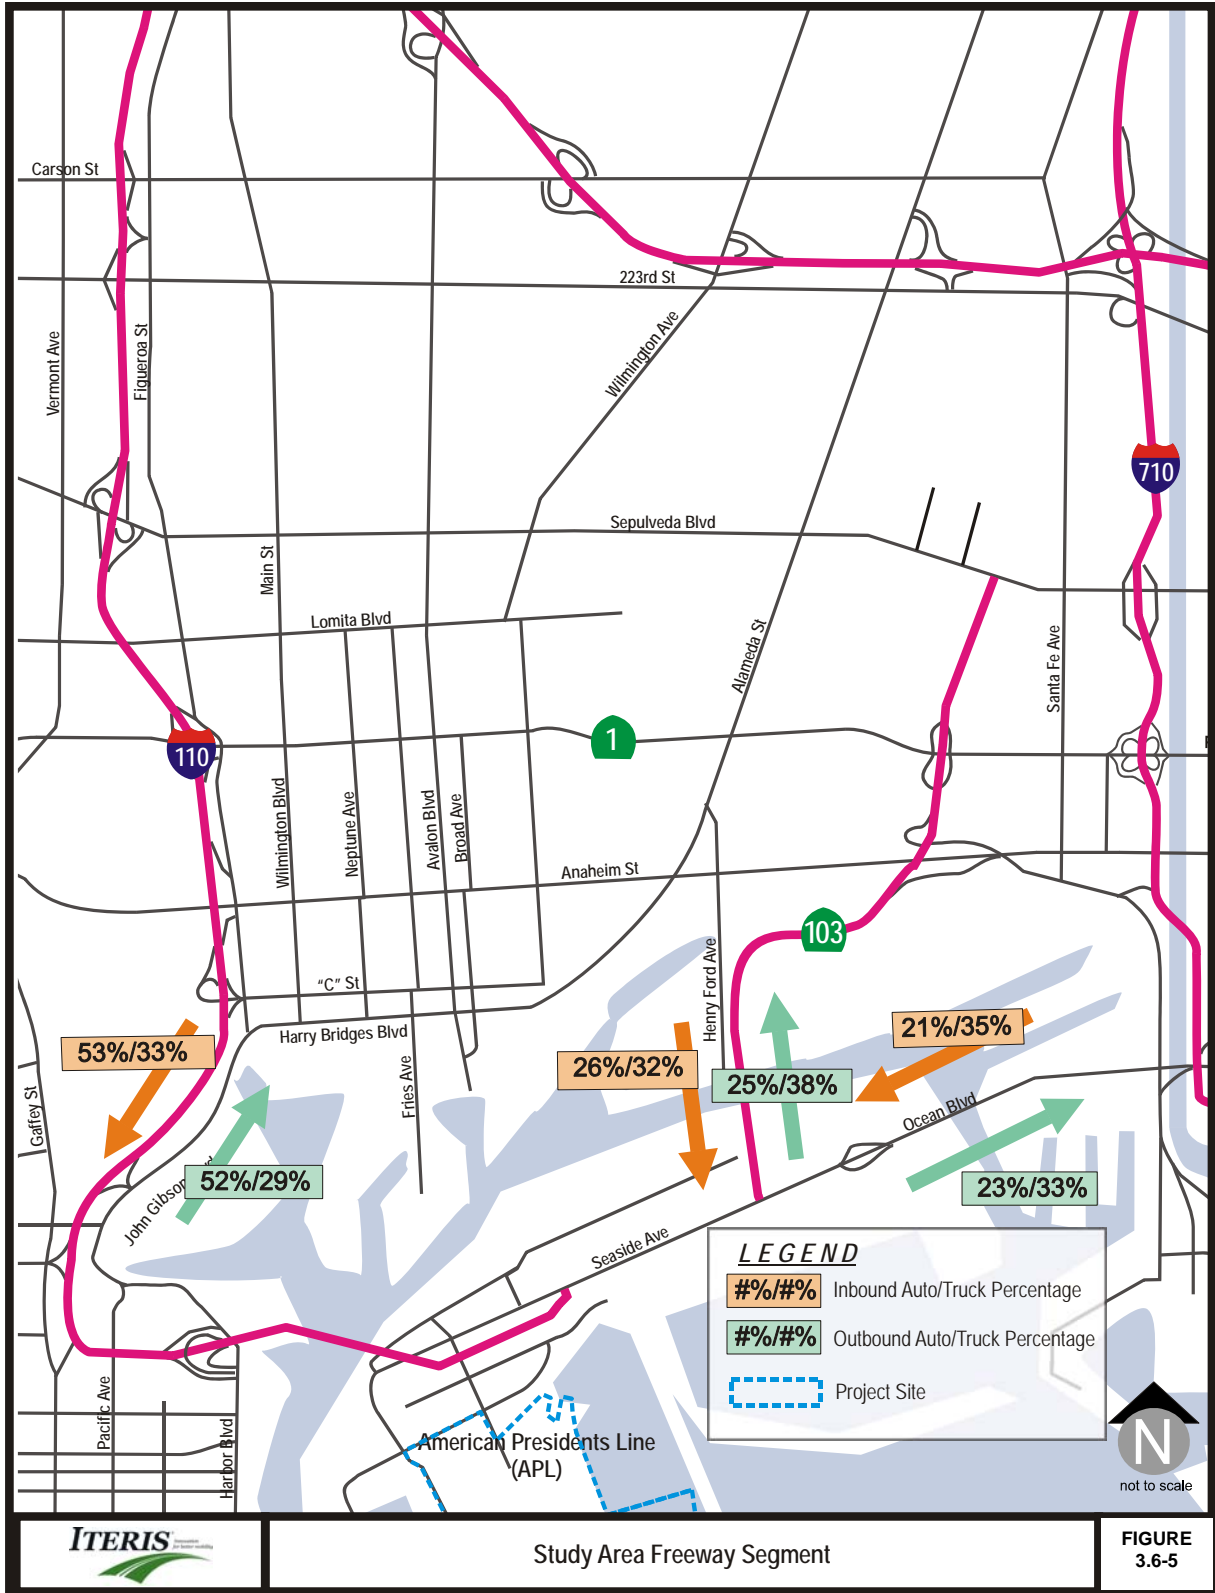 Carson St
223rd St
Vermont Ave
Figueroa St
Wilmington Ave
710
Sepulveda Blvd
Main St
Lomita Blvd
Alameda St
Santa Fe Ave
110
1
Wilmington Blvd
Neptune Ave
Avalon Blvd
Broad Ave
Anaheim St
103
Henry Ford Ave
"C" St
Harry Bridges Blvd
Fries Ave
Gaffey St
53%/33%
26%/32%
21%/35%
25%/38%
Ocean Blvd
52%/29%
23%/33%
John Gibson
Seaside Ave
LEGEND
#%/#% Inbound Auto/Truck Percentage
#%/#% Outbound Auto/Truck Percentage
Project Site
Pacific Ave
Harbor Blvd
American Presidents Line
(APL)
N
not to scale
ITERIS
Study Area Freeway Segment
FIGURE
3.6-5